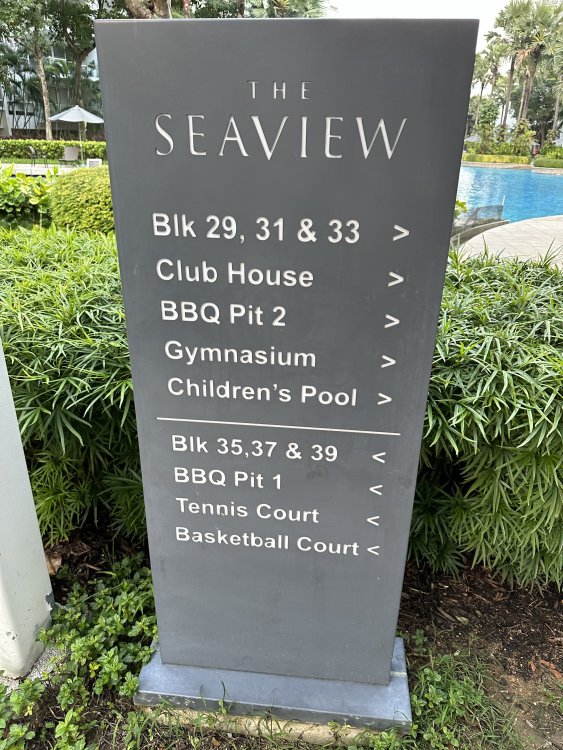 THE
SEAVIEW
Blk 29, 31 & 33 >
Club House >
BBQ Pit 2 >
Gymnasium >
Children's Pool >
Blk 35,37 & 39 <
BBQ Pit 1 <
Tennis Court <
Basketball Court <